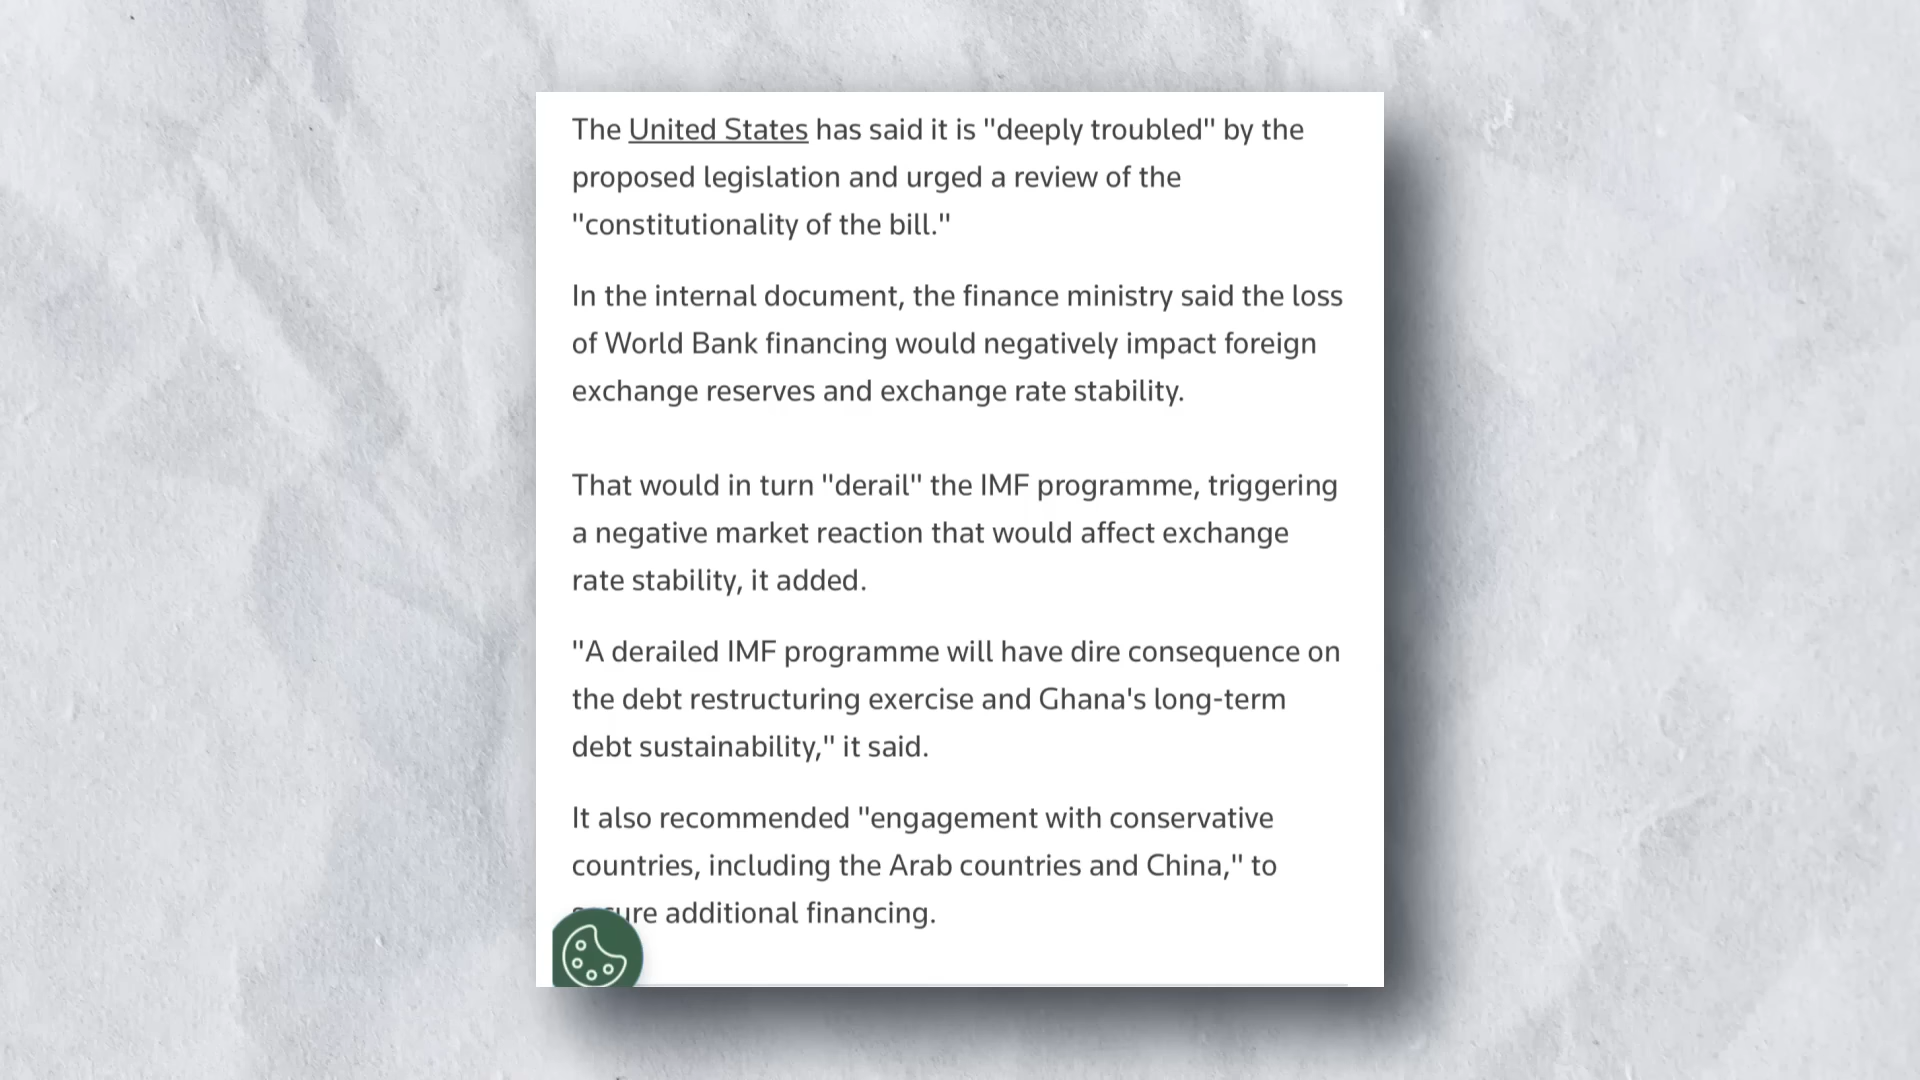 The United States has said it is "deeply troubled" by the
proposed legislation and urged a review of the
"constitutionality of the bill."
In the internal document, the finance ministry said the loss
of World Bank financing would negatively impact foreign
exchange reserves and exchange rate stability.
That would in turn "derail" the IMF programme, triggering
a negative market reaction that would affect exchange
rate stability, it added.
"A derailed IMF programme will have dire consequence on
the debt restructuring exercise and Ghana's long-term
debt sustainability," it said.
It also recommended "engagement with conservative
countries, including the Arab countries and China," to
additional financing.